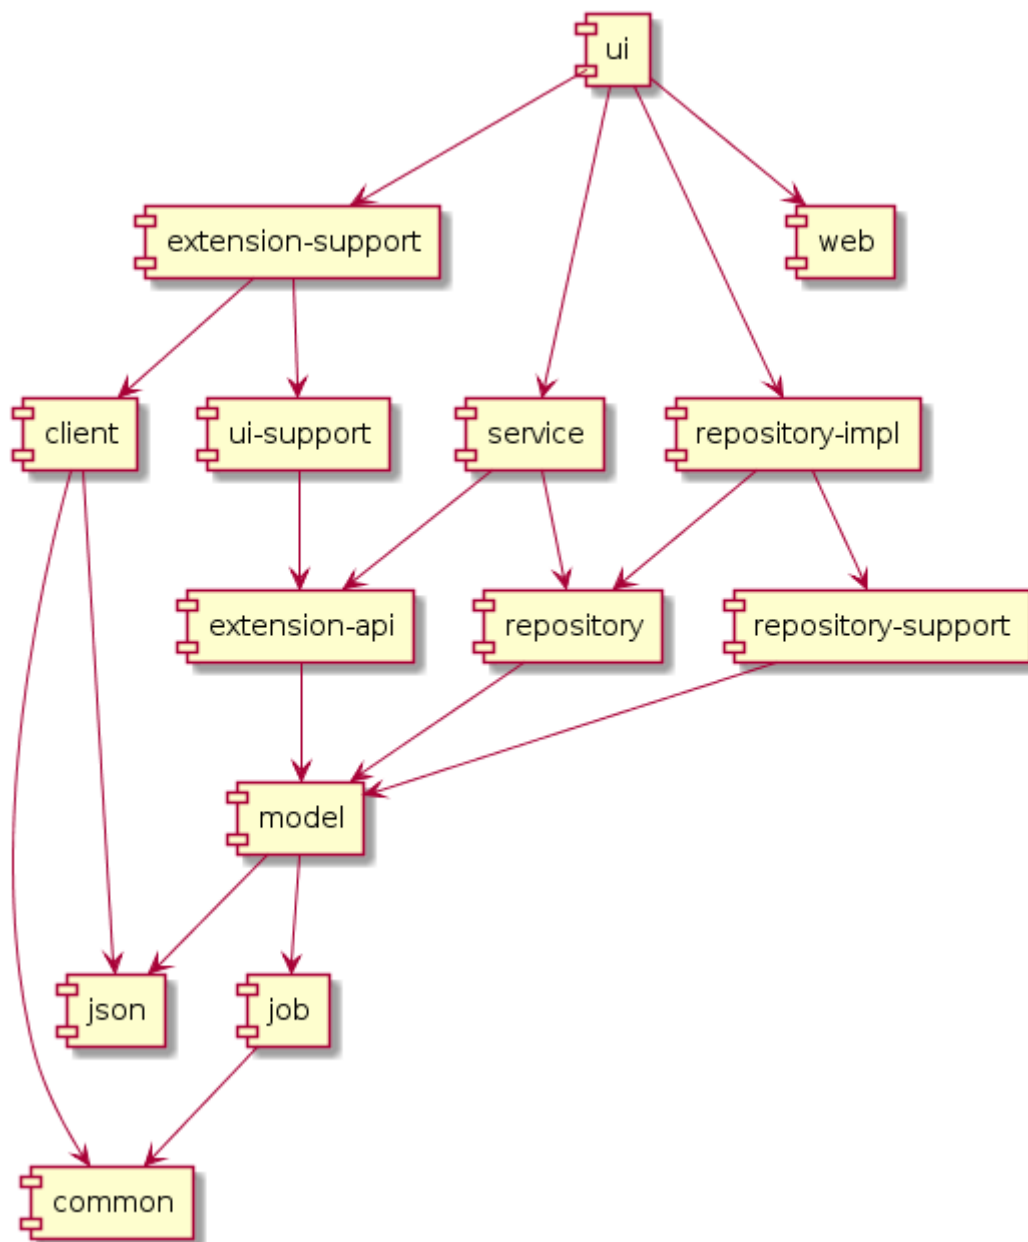 ui
extension-support
web
client
ui-support
service
repository-impl
extension-api
repository
repository-support
model
json
job
common